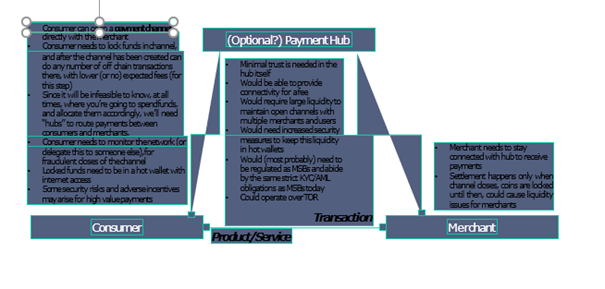 Consumer can open a payment channel
directly with the merchant
Consumer needs to lock funds in channel,
and after the channel has been created can
do any number of off chain transactions
there, with lower (or no) expected fees (for
this step)
Since it will be infeasible to know, at all
times, where you're going to spend funds,
and allocate them accordingly, we'll need
"hubs" to route payments between
consumers and merchants.
Consumer needs to monitor the network (or
delegate this to someone else), for
fraudulent closes of the channel
Locked funds need to be in a hot wallet with
internet access
Some security risks and adverse incentives
may arise for high value payments
(Optional?) Payment Hub
Minimal trust is needed in the
hub itself
Would be able to provide
connectivity for a fee
Would require large liquidity to
maintain open channels with
multiple merchants and users
Would need increased security
measures to keep this liquidity
in hot wallets
Would (most probably) need to
be regulated as MSBs and abide
by the same strict KYC/AML
obligations as MSBs today
Could operate over TOR
Merchant needs to stay
connected with hub to receive
payments
Settlement happens only when
channel closes, coins are locked
until then, could cause liquidity
issues for merchants
Transaction
Consumer
Product/Service
Merchant